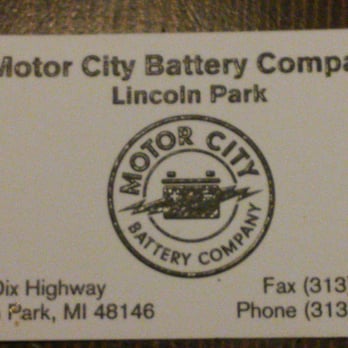 Motor City Battery Compa
Lincoln Park
MOTOR CITY
BATTERY COMPANY
Dix Highway
Fax (313)
Park, MI 48146
Phone (313